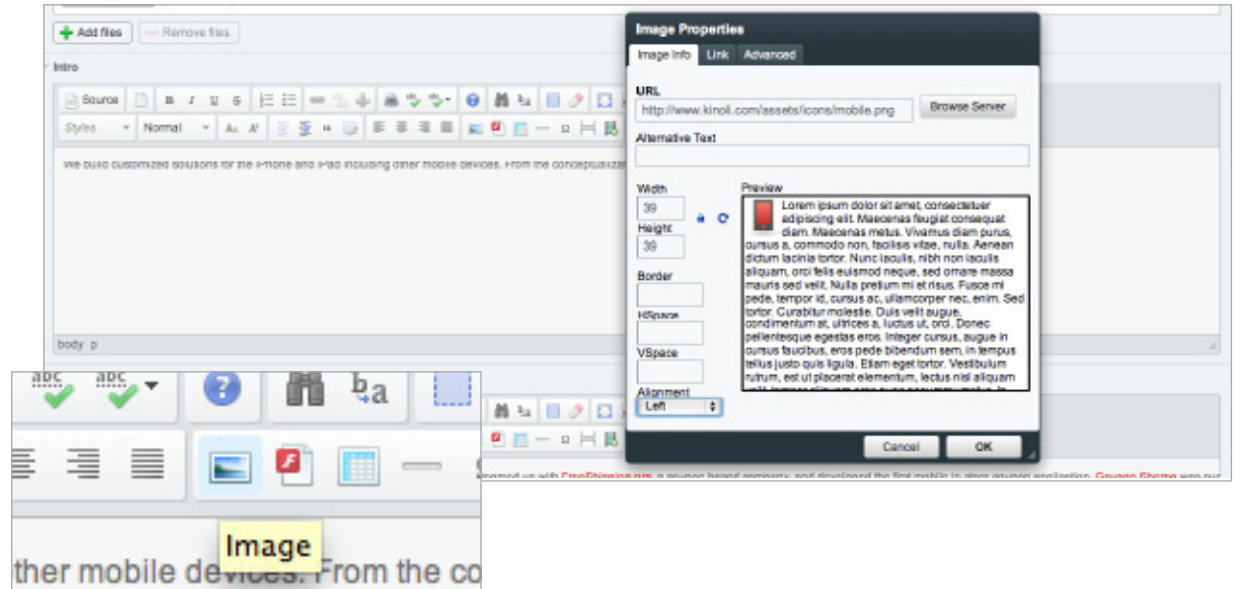 Add files
Remove files
Intro
Source
B I U S
Styles Normal
We build customized solutions for the iPhone and iPad including other mobile devices. From the
body p
Image Properties
Image Info Link Advanced
URL
http://www.kinoli.com/assets/icons/mobile.png Browse Server
Alternative Text
Width
39
Height
39
Border
HSpace
VSpace
Alignment
Left
Preview
Lorem ipsum dolor sit amet, consectetuer
adipiscing elit. Maecenas feugiat consequat
diam. Maecenas metus. Vivamus diam purus,
cursus a, commodo non, facilisis vitae, nulla. Aenean
dictum lacinia tortor. Nunc iaculis, nibh non iaculis
aliquam, orci felis euismod neque, sed ornare massa
mauris sed velit. Nulla pretium mi et risus. Fusce mi
pede, tempor id, cursus ac, ullamcorper nec, enim. Sed
tortor. Curabitur molestie. Duis velit augue,
condimentum at, ultrices a, luctus ut, orci. Donec
pellentesque egestas eros. Integer cursus, augue in
cursus faucibus, eros pede bibendum sem, in tempus
tellus justo quis ligula. Etiam eget tortor. Vestibulum
rutrum, est ut placerat elementum, lectus nisl aliquam
Cancel OK
abc abc
Image
ther mobile devices. From the co